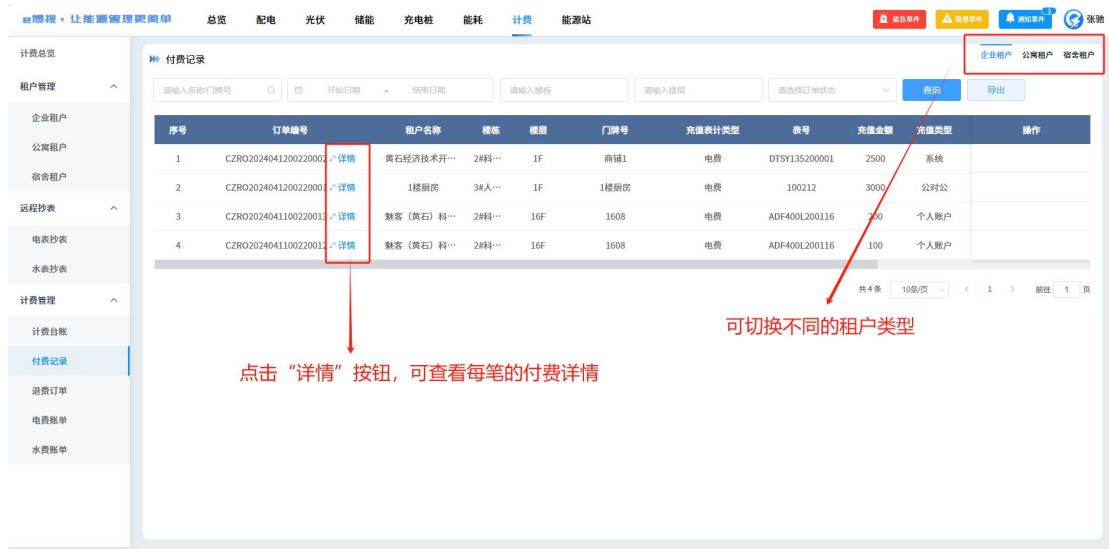 e博视·让能源管理更简单 总览 配电 光伏 储能 充电桩 能耗 计费 能源站 紧急事件 通知事件 3 张驰
计费总览
租户管理
企业租户
公寓租户
宿舍租户
远程抄表
电表抄表
水表抄表
计费管理
计费台账
付费记录
退费订单
电费账单
水费账单
付费记录 企业租户 公寓租户 宿舍租户
请输入名称/门牌号 开始日期 - 结束日期 请输入楼栋 请输入楼层 请选择订单状态 查询 导出
序号 订单编号 租户名称 楼栋 楼层 门牌号 充值表计类型 表号 充值金额 充值类型 操作
1 CZRO2024041200220002 详情 黄石经济技术开… 2#科… 1F 商铺1 电费 DTSY135200001 2500 系统
2 CZRO2024041200220001 详情 1楼厨房 3#人… 1F 1楼厨房 电费 100212 3000 公对公
3 CZRO2024041100220013 详情 魅客（黄石）科… 2#科… 16F 1608 电费 ADF400L200116 200 个人账户
4 CZRO2024041100220012 详情 魅客（黄石）科… 2#科… 16F 1608 电费 ADF400L200116 100 个人账户
共 4 条 10条/页 < 1 > 前往 1 页
可切换不同的租户类型
点击“详情”按钮，可查看每笔的付费详情